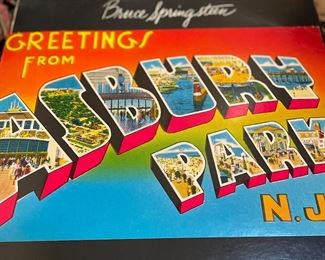 Bruce Springsteen
GREETINGS
FROM
ASBURY
PARK
N.J.